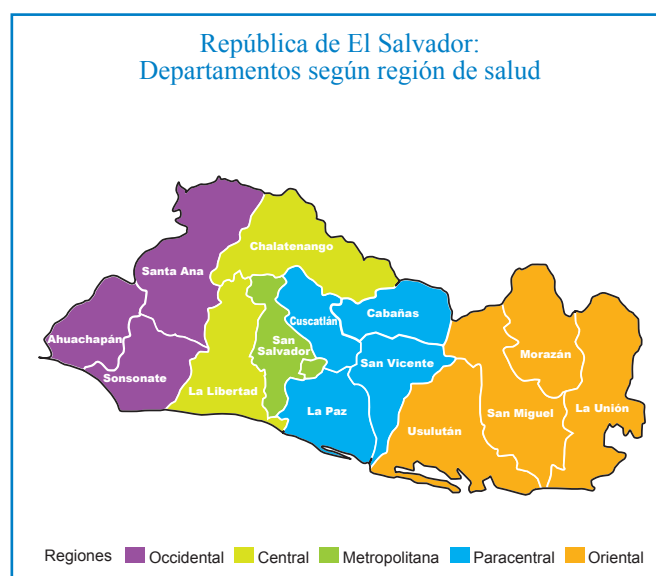 República de El Salvador:
Departamentos según región de salud
Chalatenango
Santa Ana
Cabañas
Cuscatlán
Ahuachapán
San
Salvador
Morazán
San Vicente
Sonsonate
La Libertad
La Paz
San Miguel
La Unión
Usulután
Regiones Occidental Central Metropolitana Paracentral Oriental